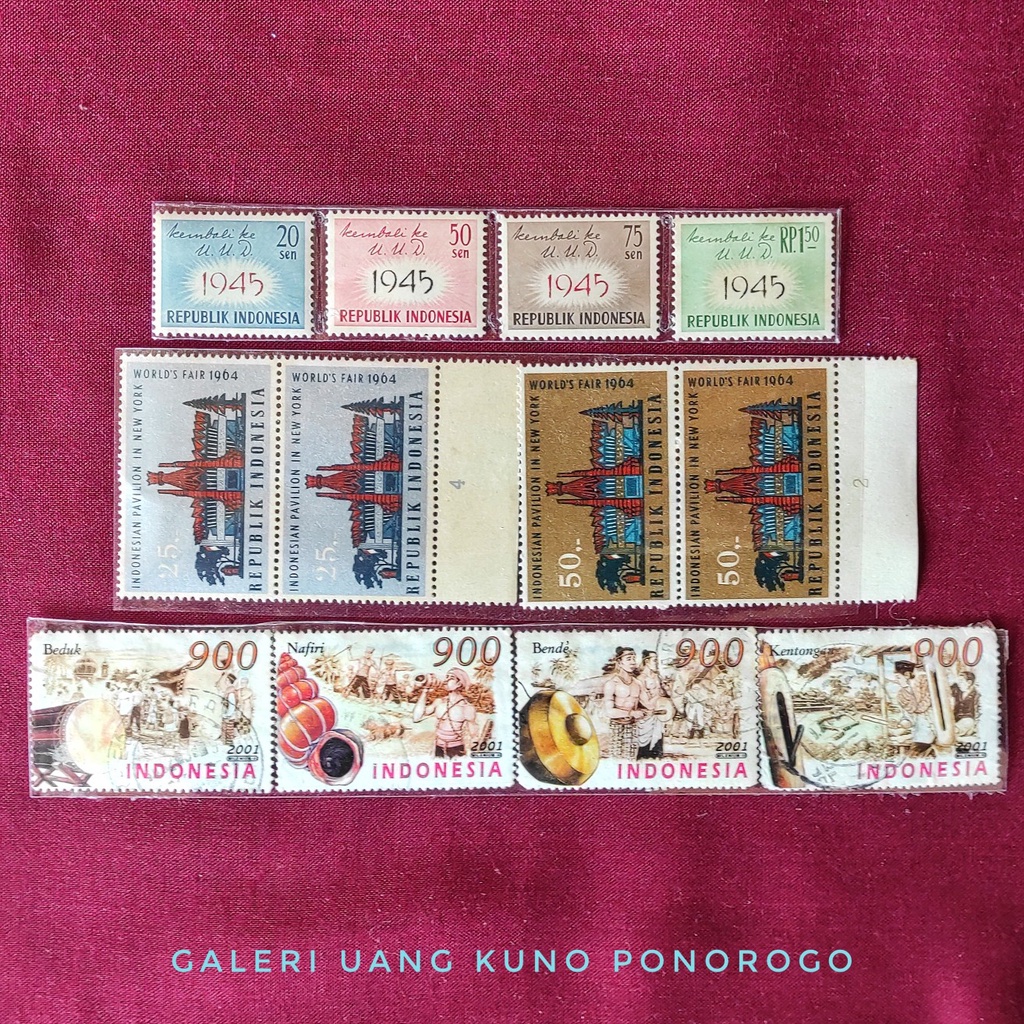 kembali ke
U.U.D.
20
sen
1945
REPUBLIK INDONESIA
kembali ke
U.U.D.
50
sen
1945
REPUBLIK INDONESIA
kembali ke
U.U.D.
75
sen
1945
REPUBLIK INDONESIA
kembali ke
U.U.D.
RP.1 50
1945
REPUBLIK INDONESIA
WORLD'S FAIR 1964
INDONESIAN PAVILION IN NEW YORK
25,-
REPUBLIK INDONESIA
WORLD'S FAIR 1964
INDONESIAN PAVILION IN NEW YORK
25,-
REPUBLIK INDONESIA
4
WORLD'S FAIR 1964
INDONESIAN PAVILION IN NEW YORK
50,-
REPUBLIK INDONESIA
WORLD'S FAIR 1964
INDONESIAN PAVILION IN NEW YORK
50,-
REPUBLIK INDONESIA
2
Beduk
900
2001
INDONESIA
Nafiri
900
2001
INDONESIA
Bendé
900
2001
INDONESIA
Kentongan
900
2001
INDONESIA
GALERI UANG KUNO PONOROGO